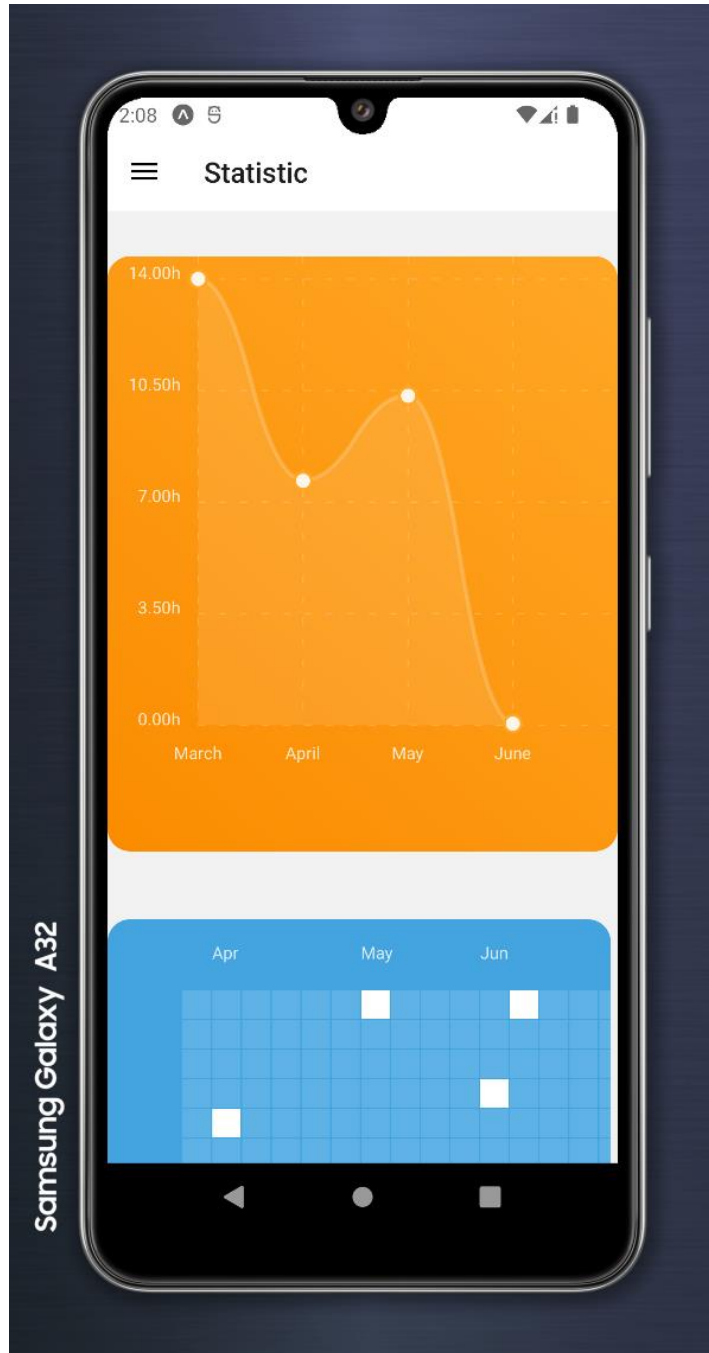 2:08
Statistic
14.00h
10.50h
7.00h
3.50h
0.00h
March April May June
Apr May Jun
Samsung Galaxy A32